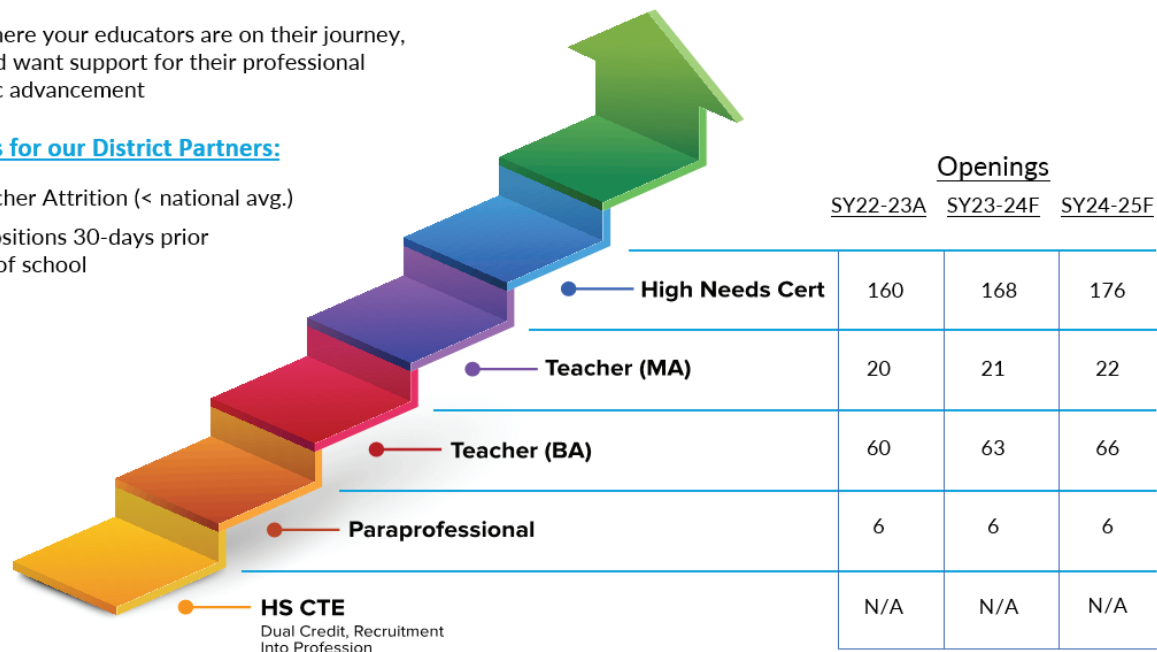 your educators are on their journey,
want support for their professional
advancement
for our District Partners:
Attrition (< national avg.)
30-days prior
of school
Openings
SY22-23A SY23-24F SY24-25F
High Needs Cert 160 168 176
Teacher (MA) 20 21 22
Teacher (BA) 60 63 66
Paraprofessional 6 6 6
HS CTE N/A N/A N/A
Dual Credit, Recruitment
Into Profession